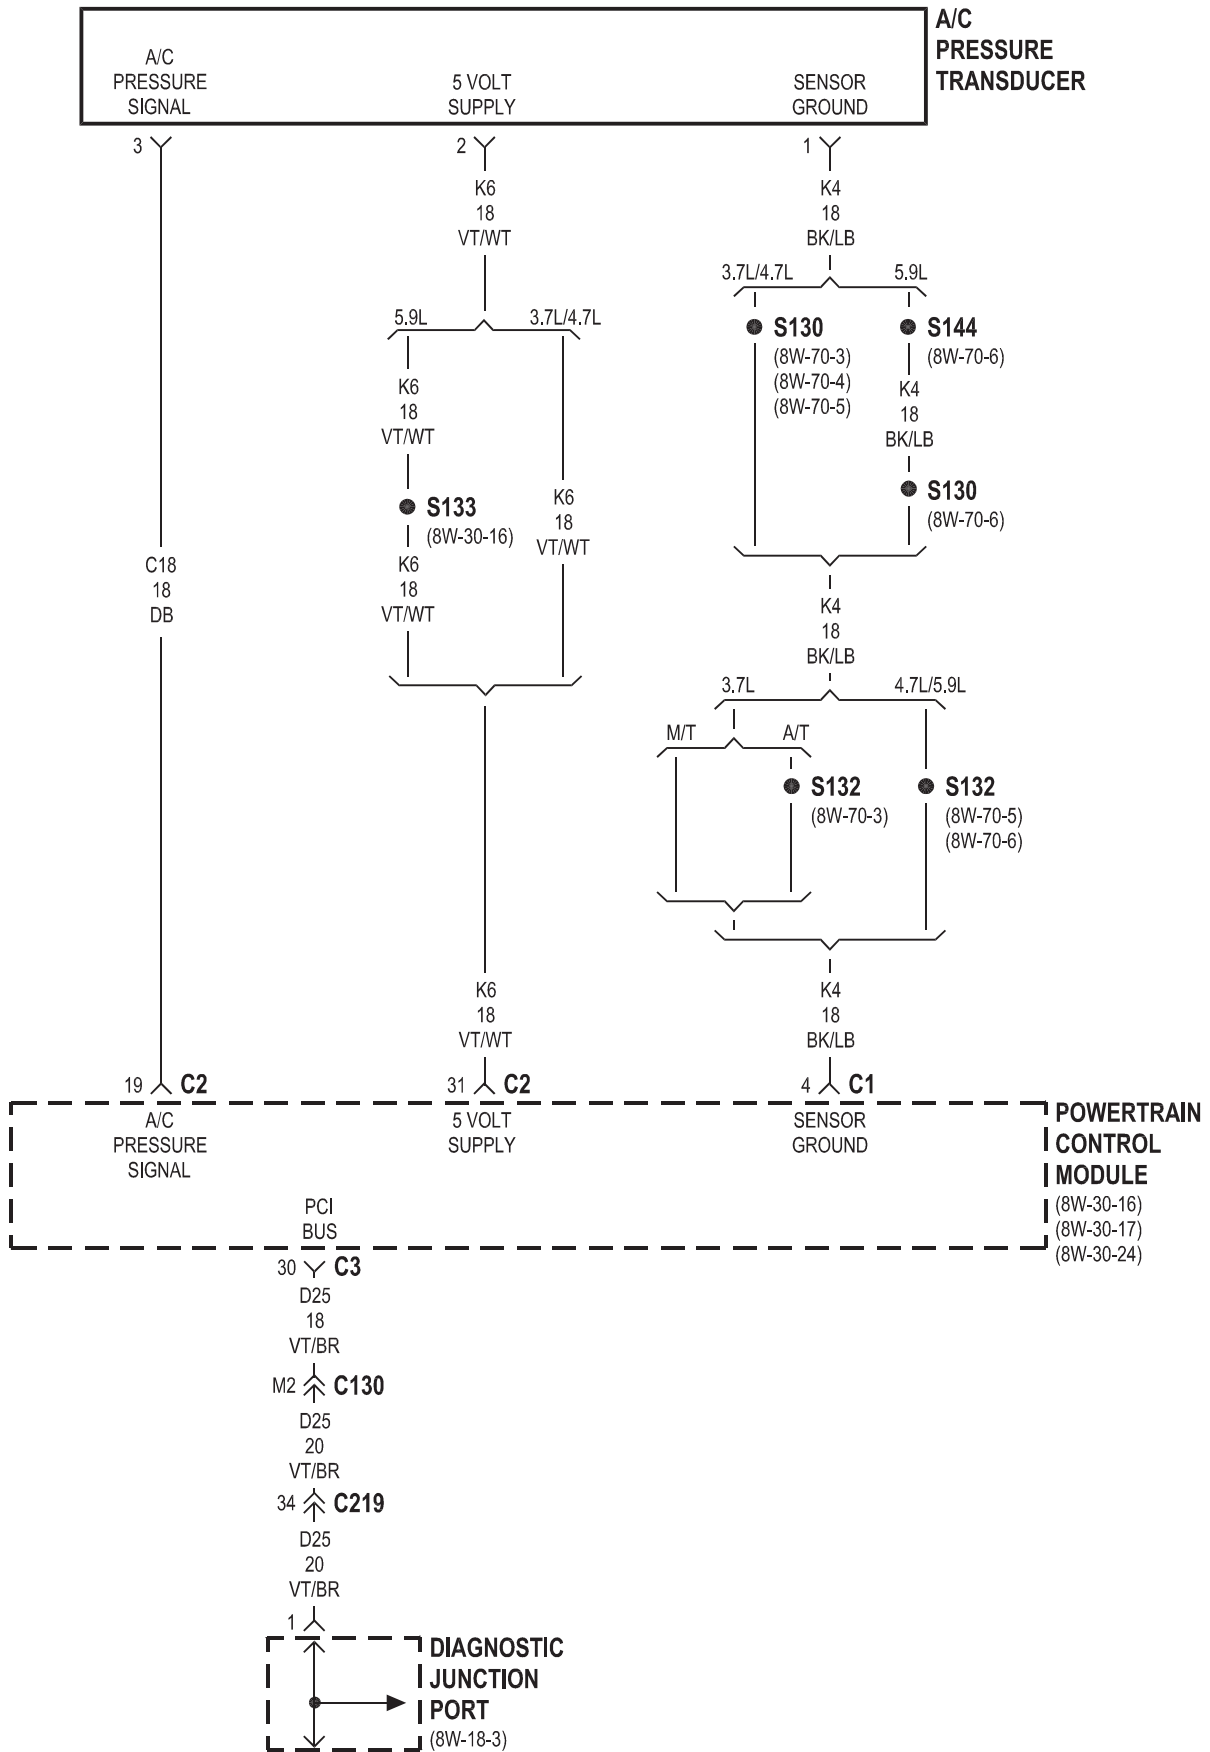 A/C
PRESSURE
TRANSDUCER
A/C
PRESSURE
SIGNAL
5 VOLT
SUPPLY
SENSOR
GROUND
3
2
1
K6
18
VT/WT
K4
18
BK/LB
3.7L/4.7L
5.9L
5.9L
3.7L/4.7L
S130
(8W-70-3)
(8W-70-4)
(8W-70-5)
S144
(8W-70-6)
K4
18
BK/LB
S130
(8W-70-6)
K6
18
VT/WT
S133
(8W-30-16)
K6
18
VT/WT
K6
18
VT/WT
C18
18
DB
K4
18
BK/LB
3.7L
4.7L/5.9L
M/T
A/T
S132
(8W-70-3)
S132
(8W-70-5)
(8W-70-6)
K6
18
VT/WT
K4
18
BK/LB
19 C2
31 C2
4 C1
A/C
PRESSURE
SIGNAL
5 VOLT
SUPPLY
SENSOR
GROUND
POWERTRAIN
CONTROL
MODULE
(8W-30-16)
(8W-30-17)
(8W-30-24)
PCI
BUS
30 C3
D25
18
VT/BR
M2 C130
D25
20
VT/BR
34 C219
D25
20
VT/BR
1
DIAGNOSTIC
JUNCTION
PORT
(8W-18-3)